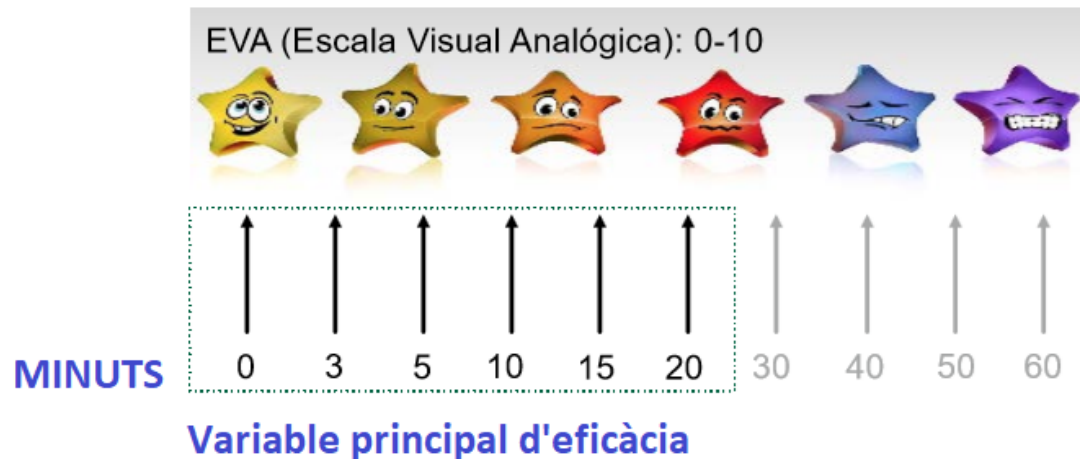 EVA (Escala Visual Analógica): 0-10
MINUTS 0 3 5 10 15 20 30 40 50 60
Variable principal d'eficàcia